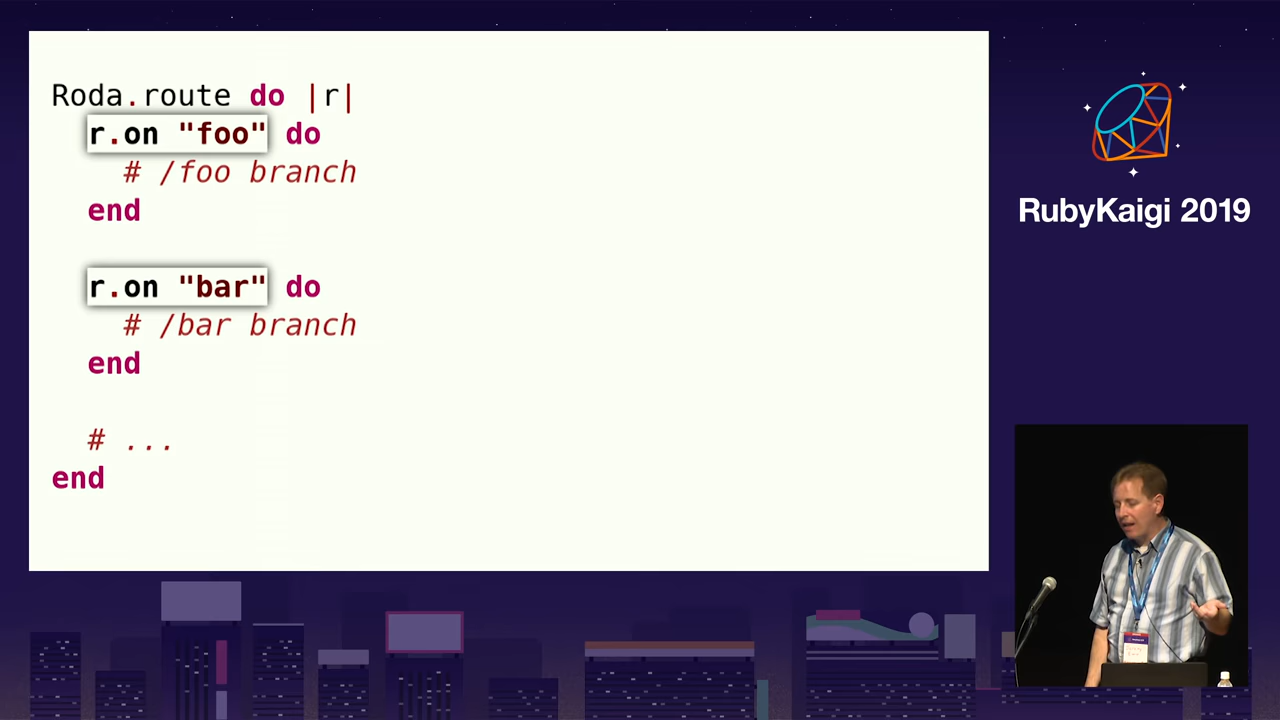 Roda.route do |r|
  r.on "foo" do
    # /foo branch
  end

  r.on "bar" do
    # /bar branch
  end

  # ...
end
RubyKaigi 2019